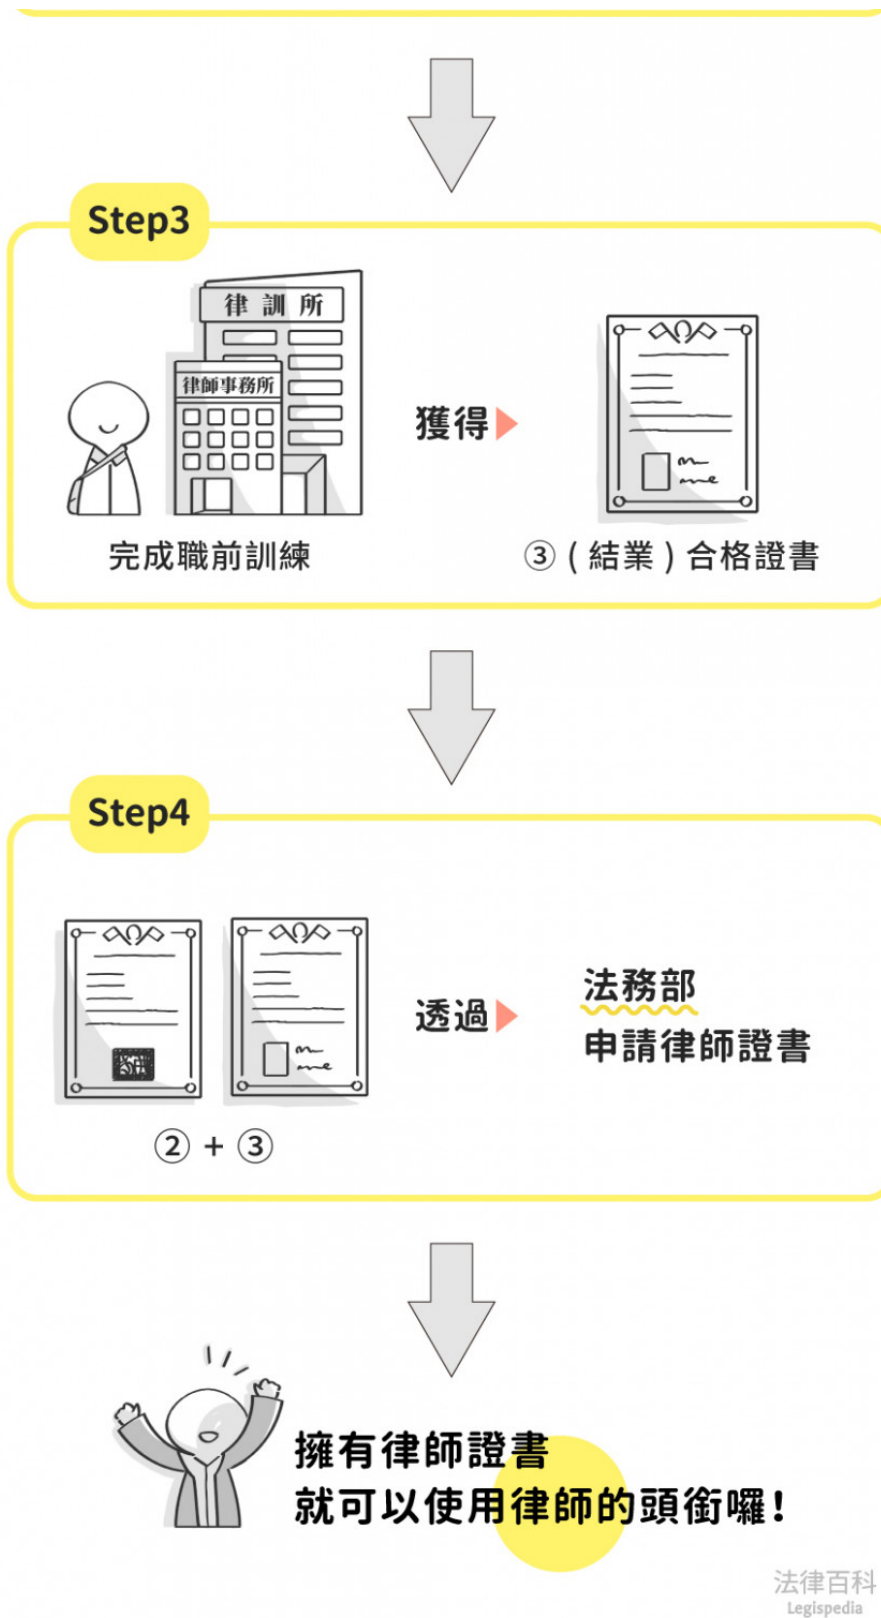 Step3
律訓所
律師事務所
獲得
完成職前訓練
③(結業)合格證書
Step4
透過
法務部
申請律師證書
②+③
擁有律師證書
就可以使用律師的頭銜囉!
法律百科
Legispedia